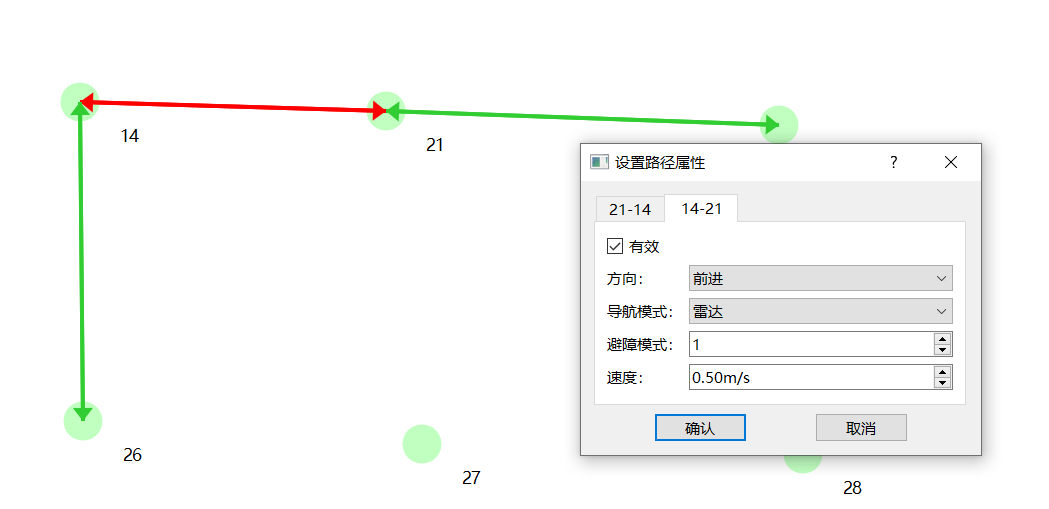 14
21
设置路径属性 ?
21-14 14-21
有效
方向： 前进
导航模式： 雷达
避障模式： 1
速度： 0.50m/s
确认 取消
26
27
28